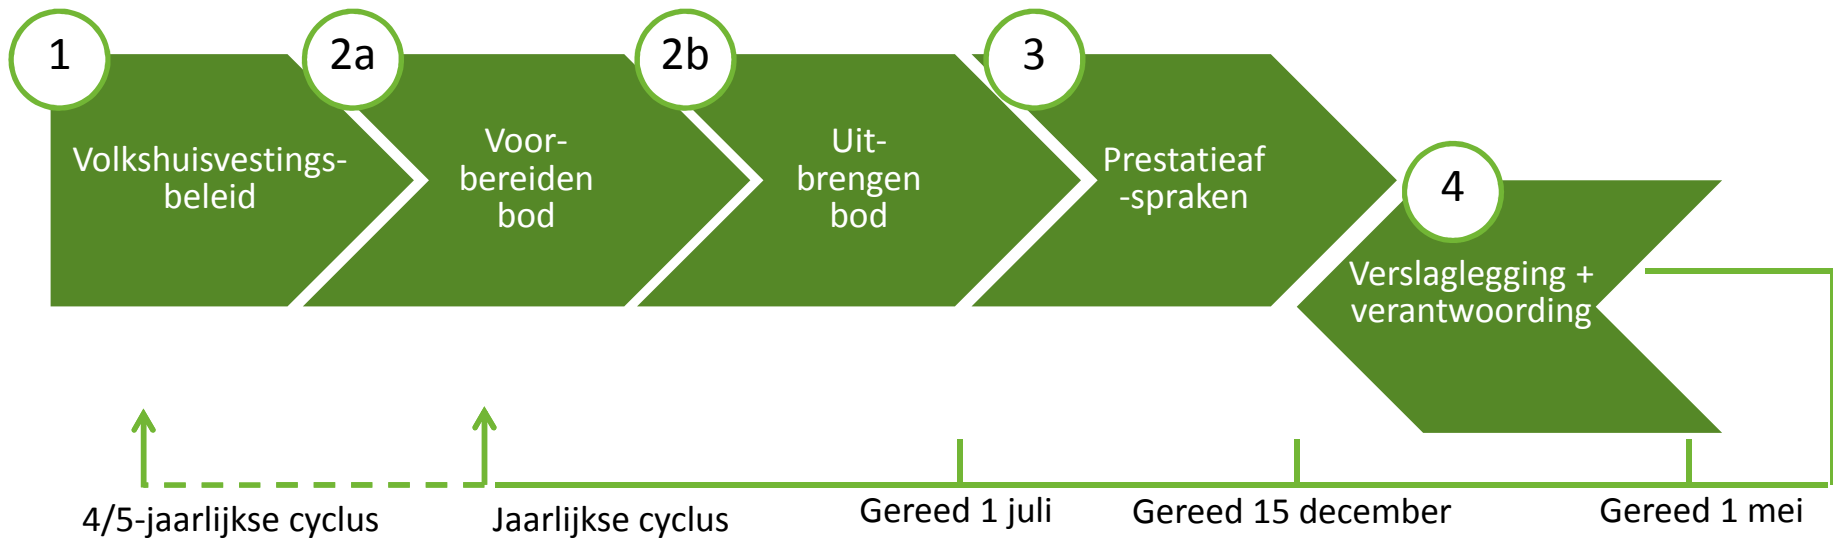 1
Volkshuisvestings-
beleid
2a
Voor-
bereiden
bod
2b
Uit-
brengen
bod
3
Prestatieaf
-spraken
4
Verslaglegging +
verantwoording
4/5-jaarlijkse cyclus
Jaarlijkse cyclus
Gereed 1 juli
Gereed 15 december
Gereed 1 mei